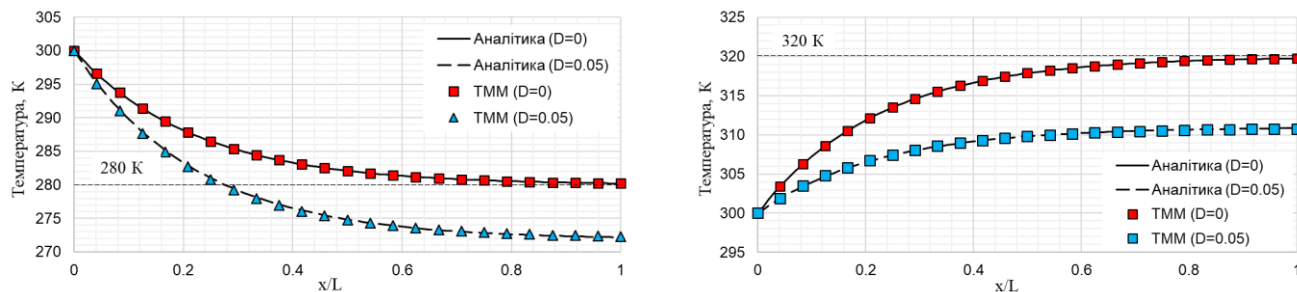 Температура, К
305
300
295
290
285
280
275
270
280 К
Аналітика (D=0)
Аналітика (D=0.05)
ТММ (D=0)
ТММ (D=0.05)
0
0.2
0.4
0.6
0.8
1
x/L
Температура, К
325
320
315
310
305
300
295
320 К
Аналітика (D=0)
Аналітика (D=0.05)
ТММ (D=0)
ТММ (D=0.05)
0
0.2
0.4
0.6
0.8
1
x/L